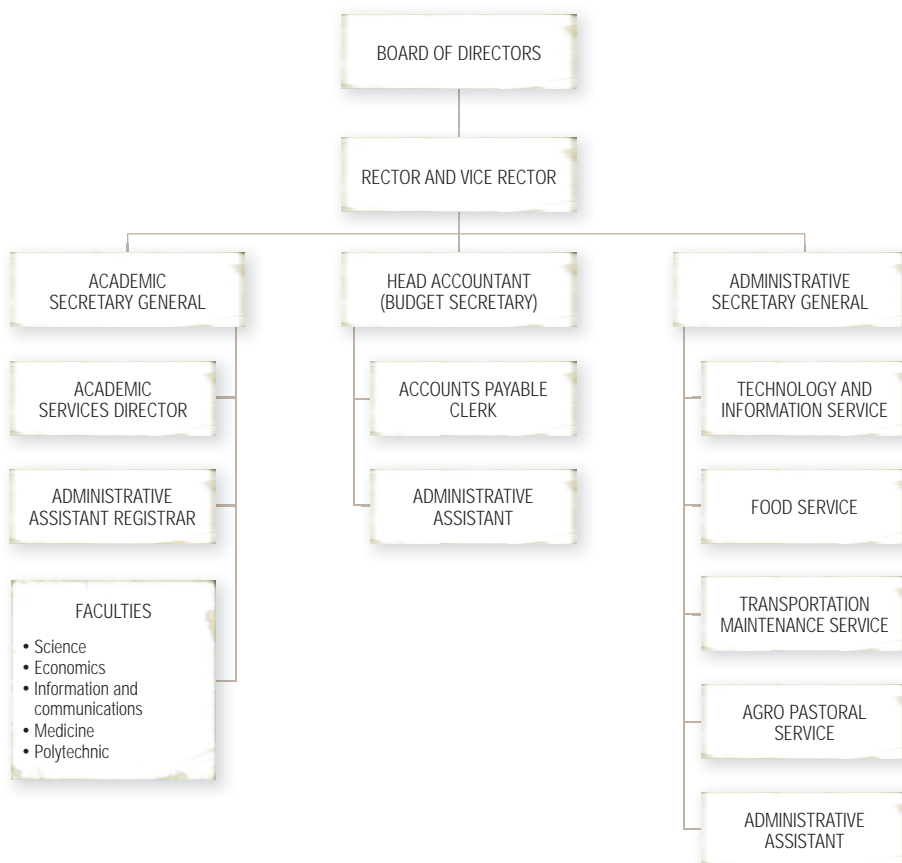 BOARD OF DIRECTORS
RECTOR AND VICE RECTOR
ACADEMIC
SECRETARY GENERAL
HEAD ACCOUNTANT
(BUDGET SECRETARY)
ADMINISTRATIVE
SECRETARY GENERAL
ACADEMIC
SERVICES DIRECTOR
ADMINISTRATIVE
ASSISTANT REGISTRAR
FACULTIES
• Science
• Economics
• Information and
communications
• Medicine
• Polytechnic
ACCOUNTS PAYABLE
CLERK
ADMINISTRATIVE
ASSISTANT
TECHNOLOGY AND
INFORMATION SERVICE
FOOD SERVICE
TRANSPORTATION
MAINTENANCE SERVICE
AGRO PASTORAL
SERVICE
ADMINISTRATIVE
ASSISTANT